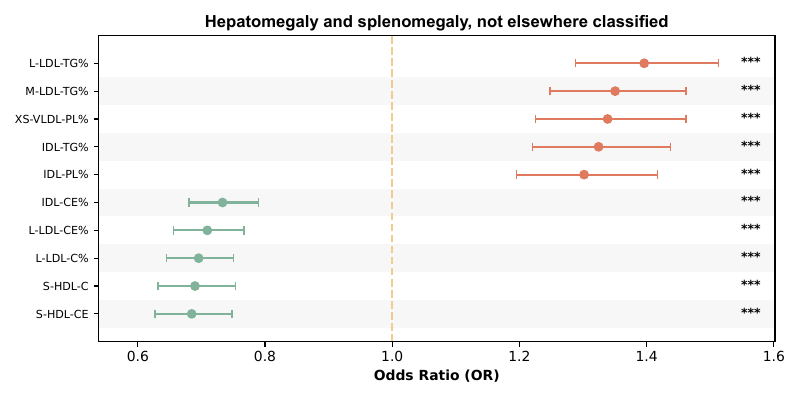 Hepatomegaly and splenomegaly, not elsewhere classified
L-LDL-TG% ***
M-LDL-TG% ***
XS-VLDL-PL% ***
IDL-TG% ***
IDL-PL% ***
IDL-CE% ***
L-LDL-CE% ***
L-LDL-C% ***
S-HDL-C ***
S-HDL-CE ***
0.6 0.8 1.0 1.2 1.4 1.6
Odds Ratio (OR)